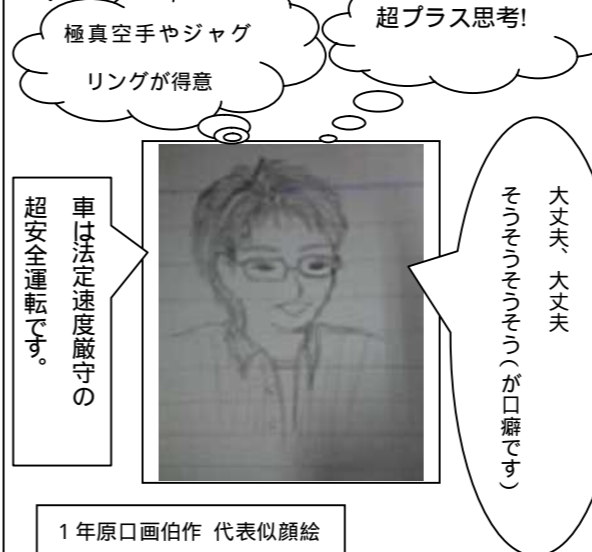 極真空手やジャグ
リングが得意
超プラス思考!
大丈夫、大丈夫
そうそうそうそう(が口癖です)
車は法定速度厳守の
超安全運転です。
1年原口画伯作 代表似顔絵